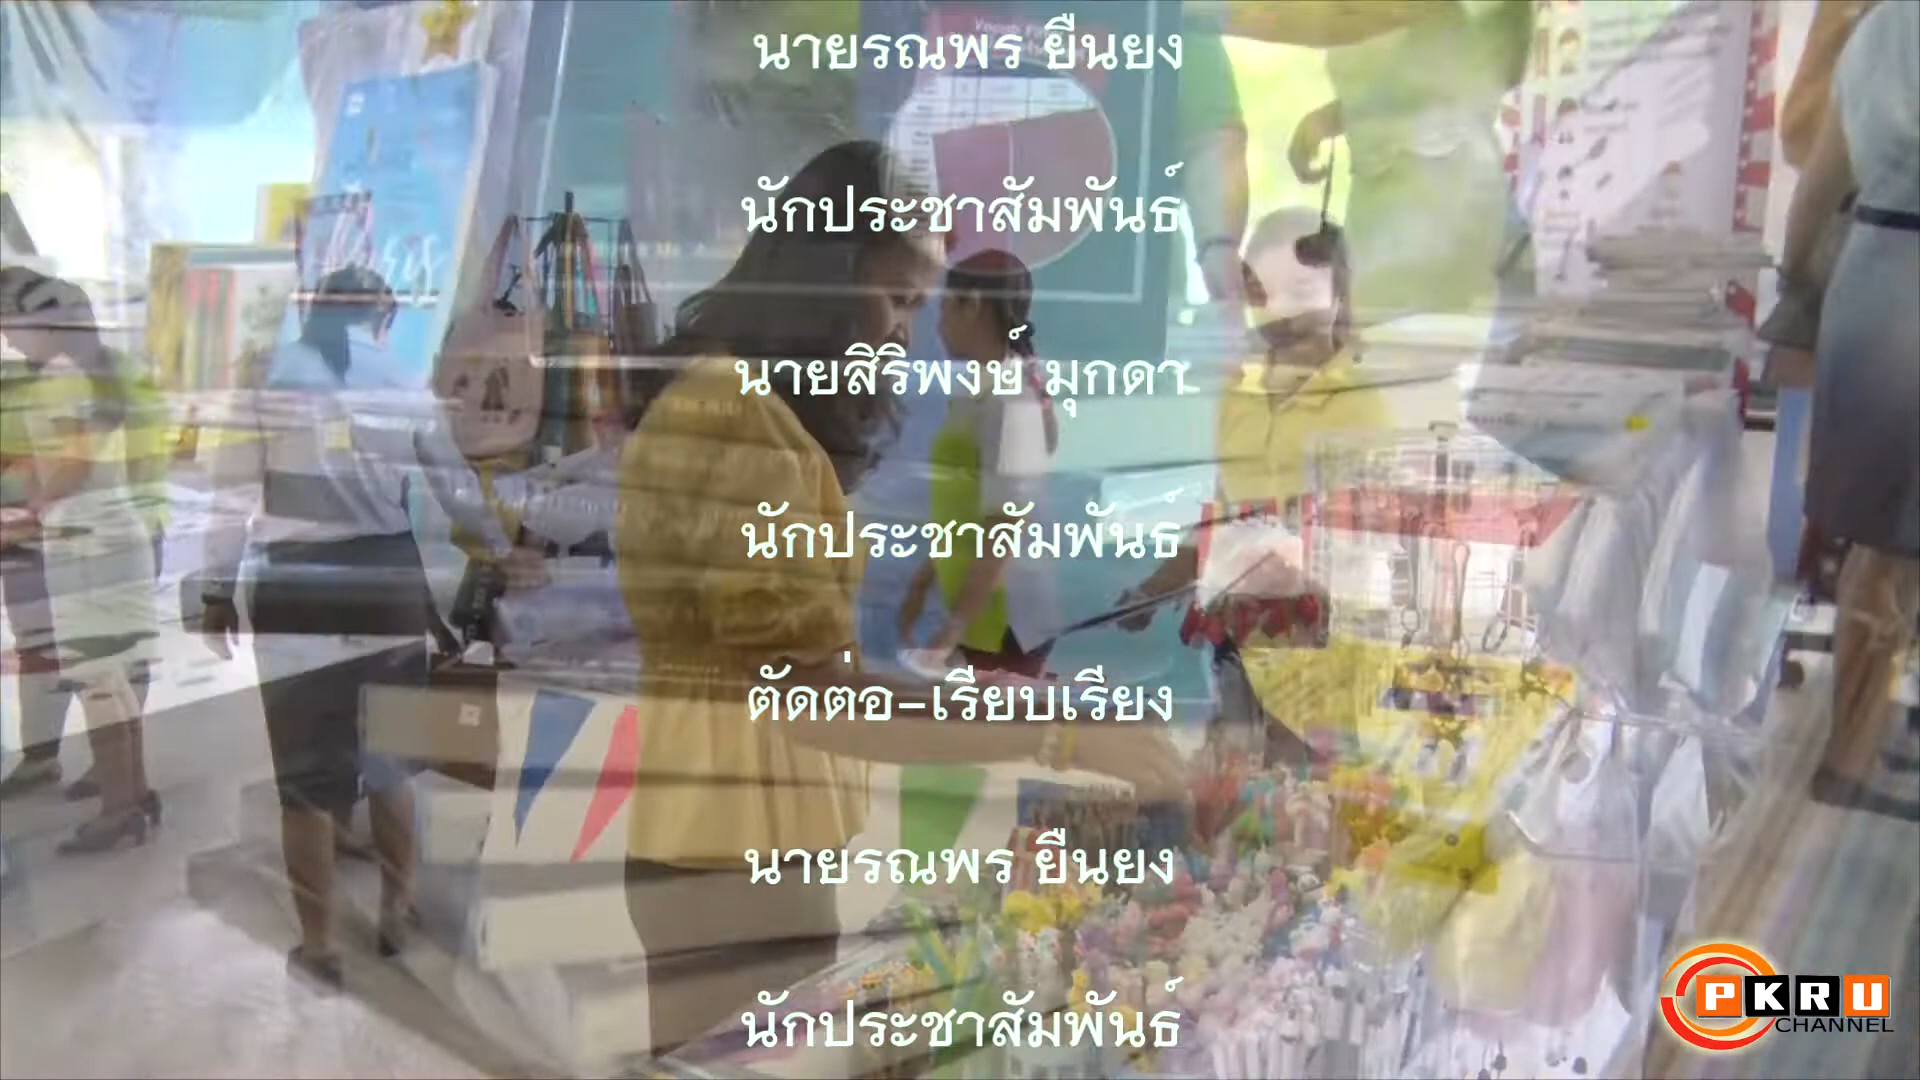 นายรณพร ยืนยง
นักประชาสัมพันธ์
นายสิริพงษ์ มุกดา
นักประชาสัมพันธ์
ตัดต่อ-เรียบเรียง
นายรณพร ยืนยง
นักประชาสัมพันธ์
PKRU
CHANNEL
Paris